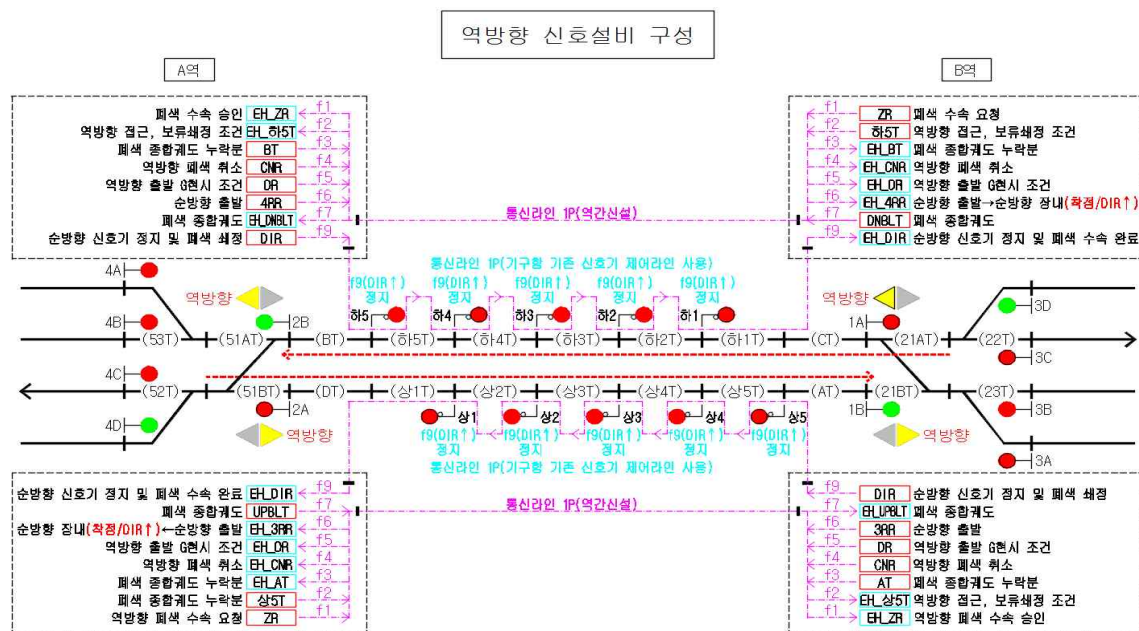 역방향 신호설비 구성
A역
B역
폐색 수속 승인 EH_ZR f1
역방향 접근, 보류쇄정 조건 EH_하5T f2
폐색 종합궤도 누락분 BT f3
역방향 폐색 취소 CNR f4
역방향 출발 G현시 조건 DR f5
순방향 출발 4RR f6
폐색 종합궤도 EH_DNBLT f7
순방향 신호기 정지 및 폐색 쇄정 DIR f9
f1 ZR 폐색 수속 요청
f2 하5T 역방향 접근, 보류쇄정 조건
f3 EH_BT 폐색 종합궤도 누락분
f4 EH_CNR 역방향 폐색 취소
f5 EH_DR 역방향 출발 G현시 조건
f6 EH_4RR 순방향 출발→순방향 장내(착점/DIR↑)
f7 DNBLT 폐색 종합궤도
f9 EH_DIR 순방향 신호기 정지 및 폐색 수속 완료
통신라인 1P(역간신설)
통신라인 1P(기구함 기존 신호기 제어라인 사용)
f9(DIR↑) f9(DIR↑) f9(DIR↑) f9(DIR↑) f9(DIR↑)
정지 정지 정지 정지 정지
4A 역방향 하5 하4 하3 하2 하1 역방향 3D
4B 2B 1A
(53T) (51AT) (BT) (하5T) (하4T) (하3T) (하2T) (하1T) (CT) (21AT) (22T)
4C 3C
(52T) (51BT) (DT) (상1T) (상2T) (상3T) (상4T) (상5T) (AT) (21BT) (23T)
4D 2A 상1 상2 상3 상4 상5 1B 3B
역방향 역방향 3A
f9(DIR↑) f9(DIR↑) f9(DIR↑) f9(DIR↑) f9(DIR↑)
정지 정지 정지 정지 정지
통신라인 1P(기구함 기존 신호기 제어라인 사용)
통신라인 1P(역간신설)
순방향 신호기 정지 및 폐색 수속 완료 EH_DIR f9
폐색 종합궤도 UPBLT f7
순방향 장내(착점/DIR↑)←순방향 출발 EH_3RR f6
역방향 출발 G현시 조건 EH_DR f5
역방향 폐색 취소 EH_CNR f4
폐색 종합궤도 누락분 EH_AT f3
폐색 종합궤도 누락분 상5T f2
역방향 폐색 수속 요청 ZR f1
f9 DIR 순방향 신호기 정지 및 폐색 쇄정
f7 EH_UPBLT 폐색 종합궤도
f6 3RR 순방향 출발
f5 DR 역방향 출발 G현시 조건
f4 CNR 역방향 폐색 취소
f3 AT 폐색 종합궤도 누락분
f2 EH_상5T 역방향 접근, 보류쇄정 조건
f1 EH_ZR 역방향 폐색 수속 승인